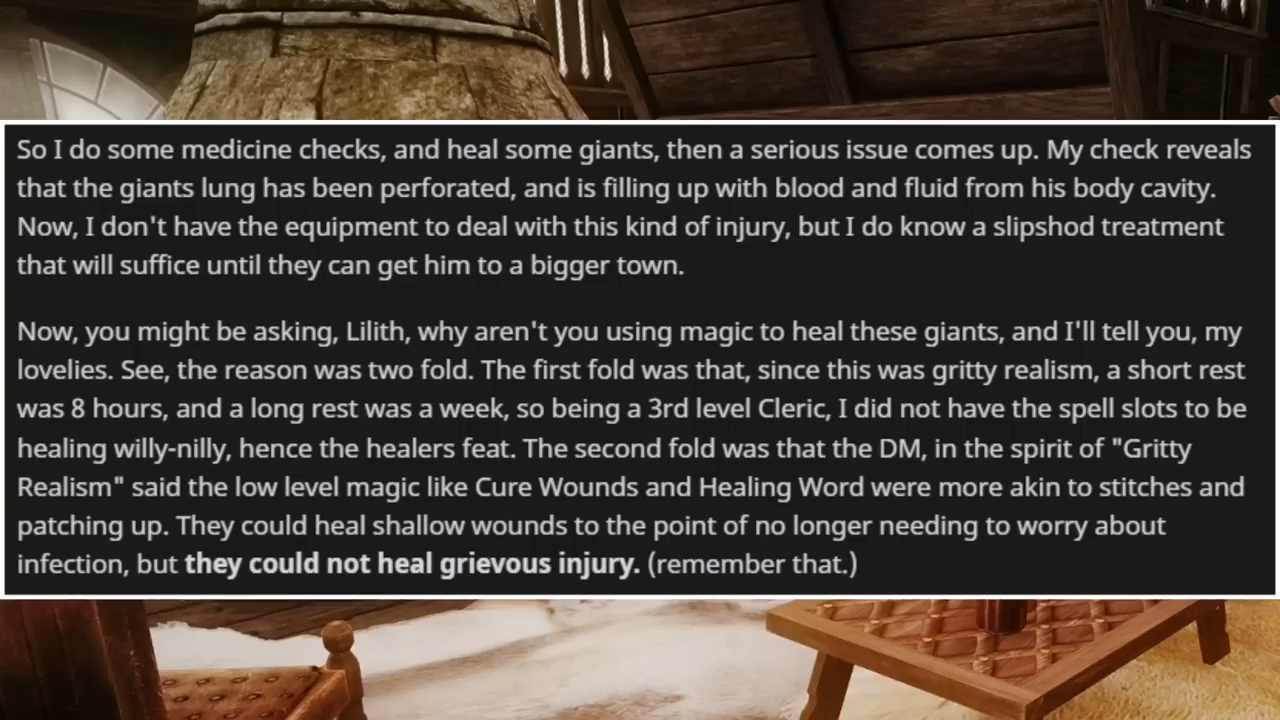 So I do some medicine checks, and heal some giants, then a serious issue comes up. My check reveals
that the giants lung has been perforated, and is filling up with blood and fluid from his body cavity.
Now, I don't have the equipment to deal with this kind of injury, but I do know a slipshod treatment
that will suffice until they can get him to a bigger town.
Now, you might be asking, Lilith, why aren't you using magic to heal these giants, and I'll tell you, my
lovelies. See, the reason was two fold. The first fold was that, since this was gritty realism, a short rest
was 8 hours, and a long rest was a week, so being a 3rd level Cleric, I did not have the spell slots to be
healing willy-nilly, hence the healers feat. The second fold was that the DM, in the spirit of "Gritty
Realism" said the low level magic like Cure Wounds and Healing Word were more akin to stitches and
patching up. They could heal shallow wounds to the point of no longer needing to worry about
infection, but they could not heal grievous injury. (remember that.)